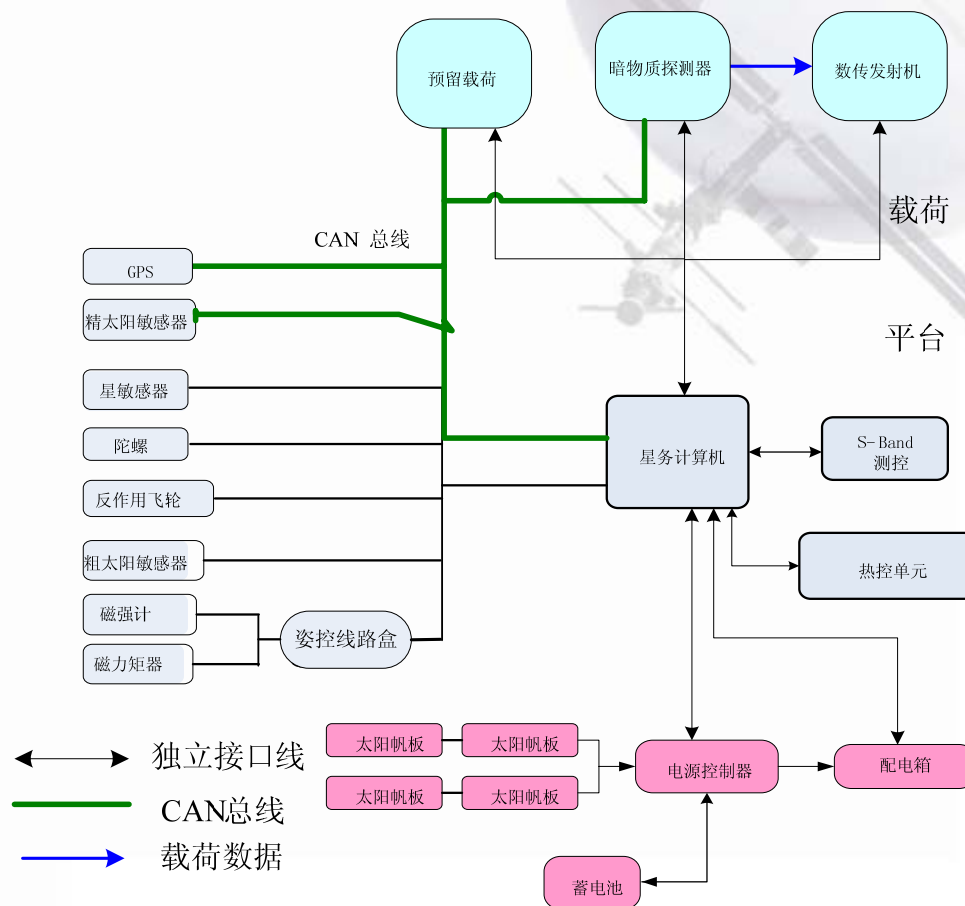 预留载荷
暗物质探测器
数传发射机
载荷
CAN 总线
GPS
精太阳敏感器
平台
星敏感器
陀螺
星务计算机
S-Band
测控
反作用飞轮
粗太阳敏感器
热控单元
磁强计
姿控线路盒
磁力矩器
独立接口线
太阳帆板
太阳帆板
电源控制器
配电箱
太阳帆板
太阳帆板
CAN总线
载荷数据
蓄电池